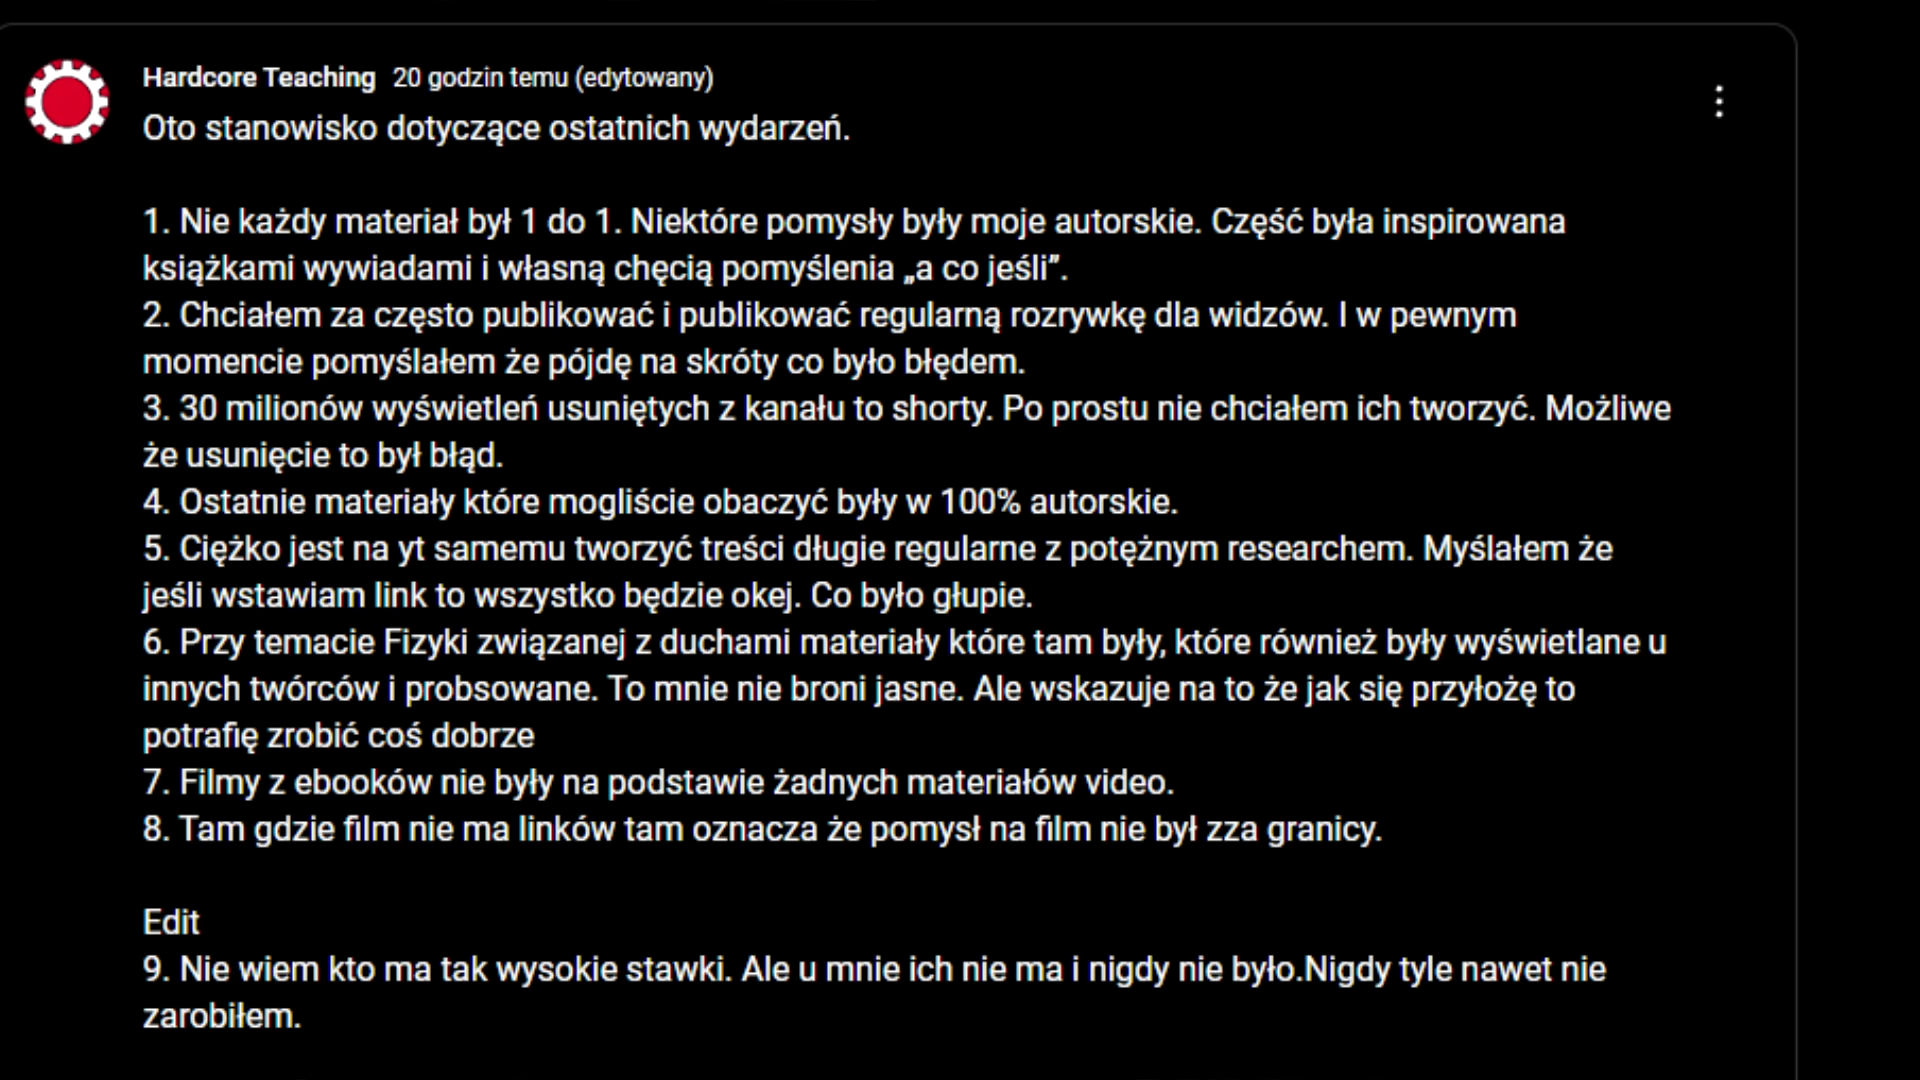 Hardcore Teaching 20 godzin temu (edytowany)
Oto stanowisko dotyczące ostatnich wydarzeń.
1. Nie każdy materiał był 1 do 1. Niektóre pomysły były moje autorskie. Część była inspirowana
książkami wywiadami i własną chęcią pomyślenia „a co jeśli”.
2. Chciałem za często publikować i publikować regularną rozrywkę dla widzów. I w pewnym
momencie pomyślałem że pójdę na skróty co było błędem.
3. 30 milionów wyświetleń usuniętych z kanału to shorty. Po prostu nie chciałem ich tworzyć. Możliwe
że usunięcie to był błąd.
4. Ostatnie materiały które mogliście obaczyć były w 100% autorskie.
5. Ciężko jest na yt samemu tworzyć treści długie regularne z potężnym researchem. Myślałem że
jeśli wstawiam link to wszystko będzie okej. Co było głupie.
6. Przy temacie Fizyki związanej z duchami materiały które tam były, które również były wyświetlane u
innych twórców i probsowane. To mnie nie broni jasne. Ale wskazuje na to że jak się przyłożę to
potrafię zrobić coś dobrze
7. Filmy z ebooków nie były na podstawie żadnych materiałów video.
8. Tam gdzie film nie ma linków tam oznacza że pomysł na film nie był zza granicy.
Edit
9. Nie wiem kto ma tak wysokie stawki. Ale u mnie ich nie ma i nigdy nie było.Nigdy tyle nawet nie
zarobiłem.